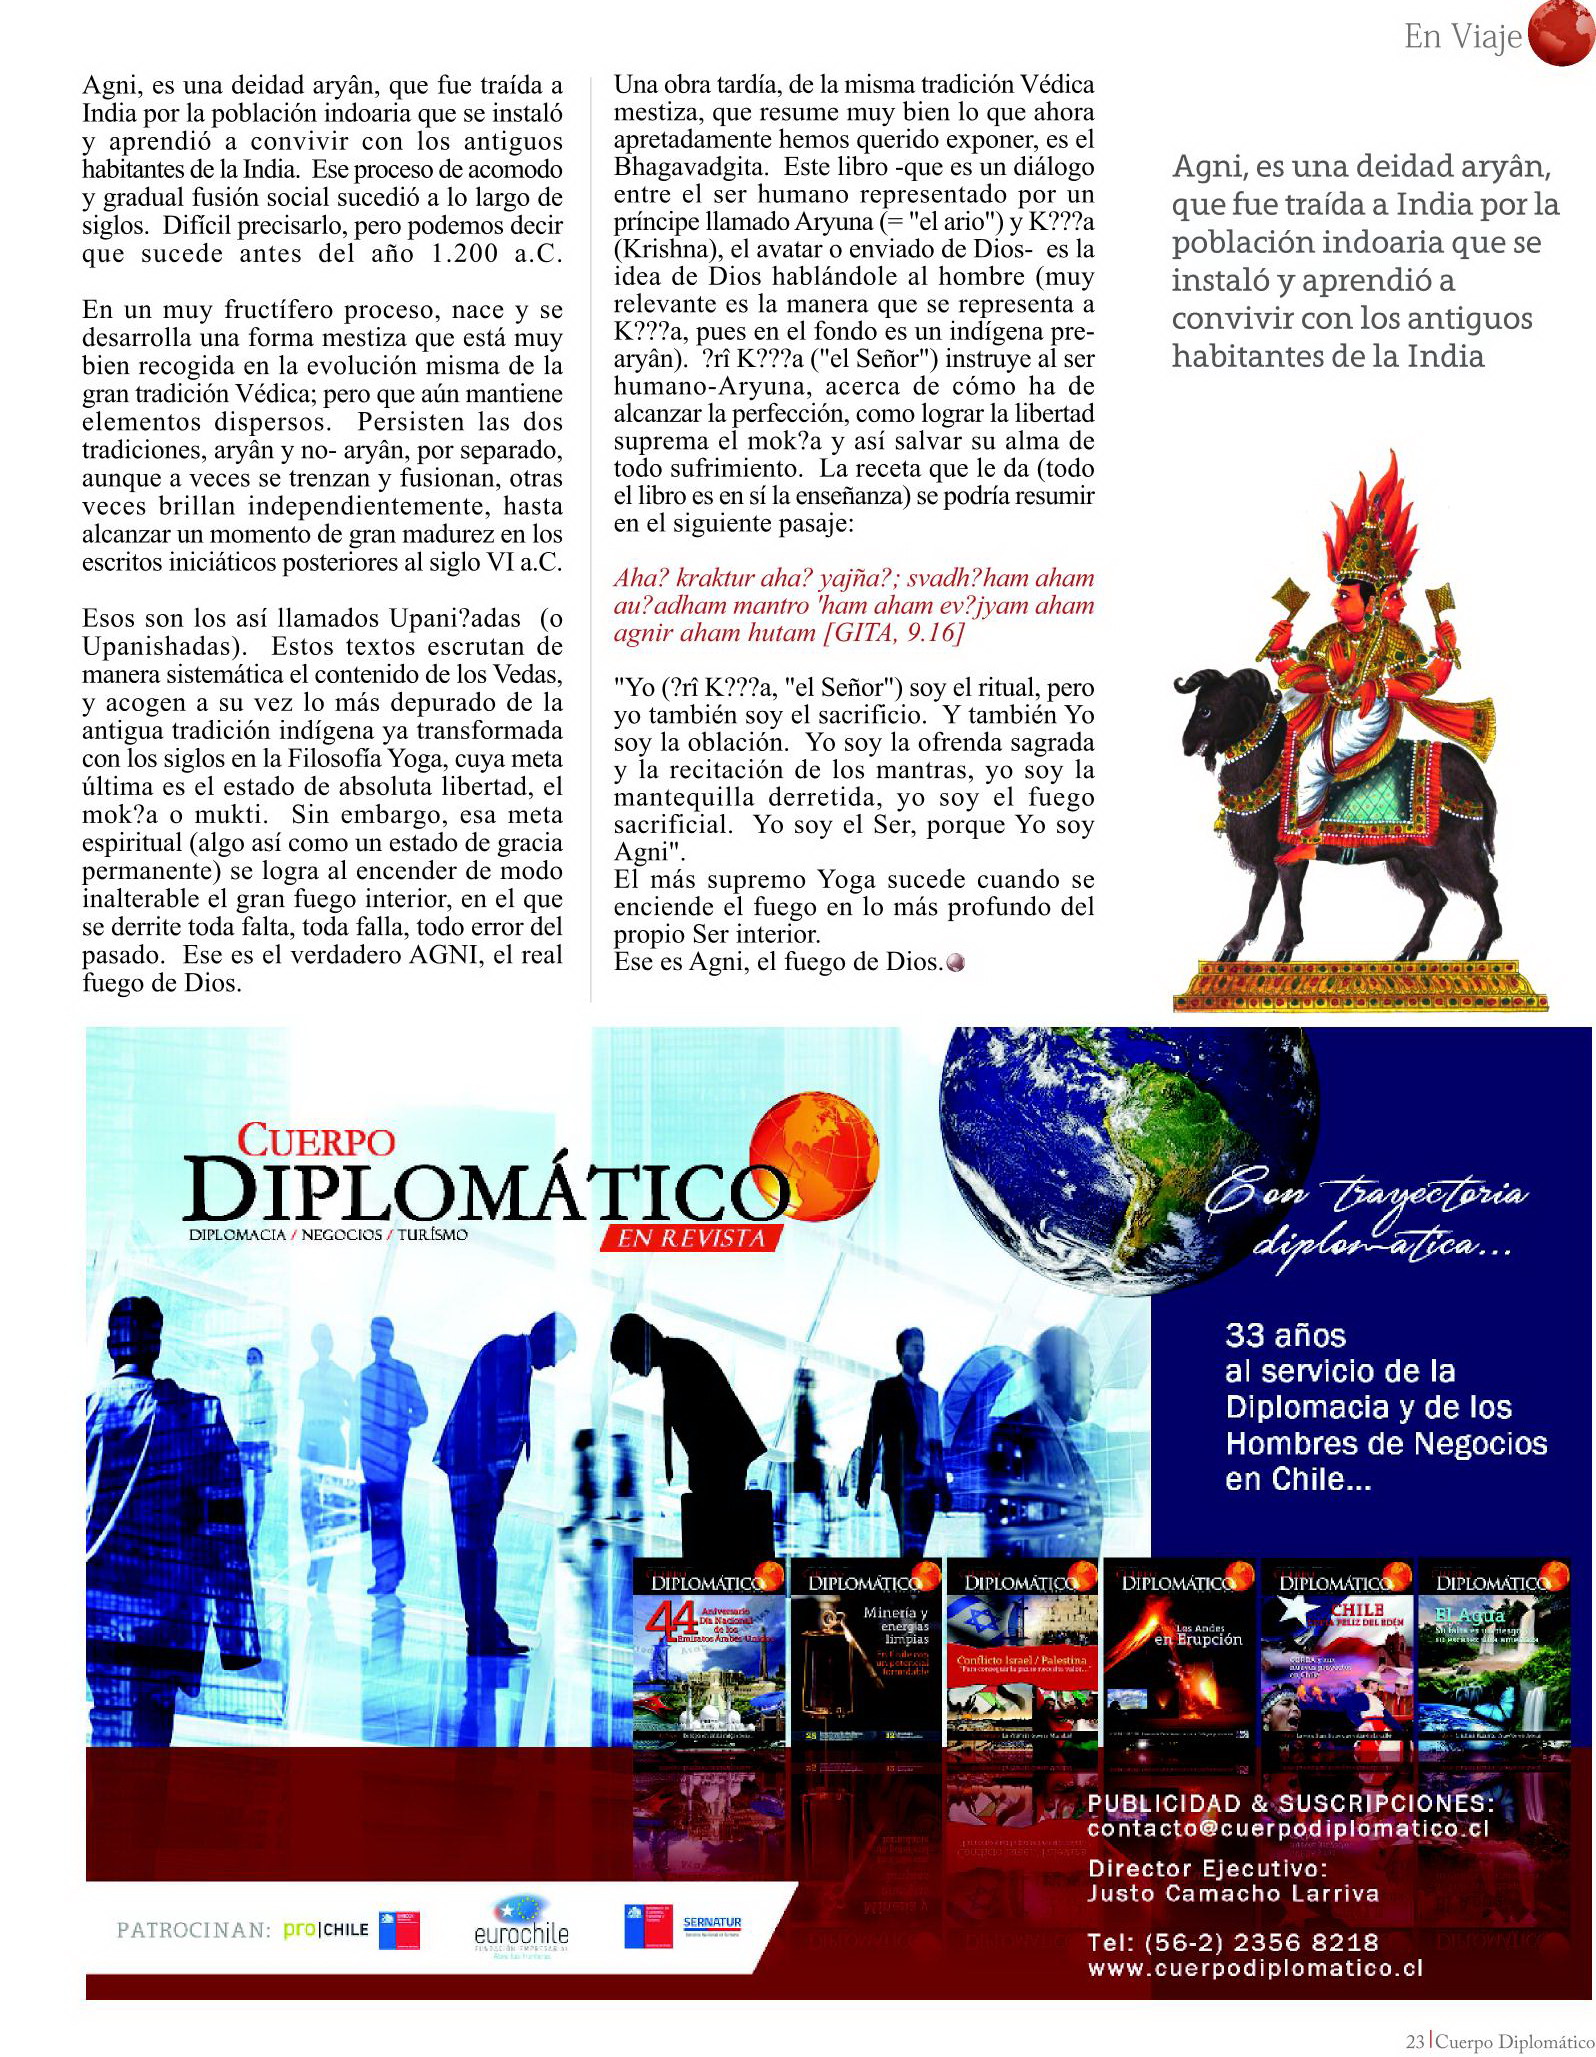 En Viaje
Agni, es una deidad aryân, que fue traída a
India por la población indoaria que se instaló
y aprendió a convivir con los antiguos
habitantes de la India. Ese proceso de acomodo
y gradual fusión social sucedió a lo largo de
siglos. Difícil precisarlo, pero podemos decir
que sucede antes del año 1.200 a.C.
En un muy fructífero proceso, nace y se
desarrolla una forma mestiza que está muy
bien recogida en la evolución misma de la
gran tradición Védica; pero que aún mantiene
elementos dispersos. Persisten las dos
tradiciones, aryân y no- aryân, por separado,
aunque a veces se trenzan y fusionan, otras
veces brillan independientemente, hasta
alcanzar un momento de gran madurez en los
escritos iniciáticos posteriores al siglo VI a.C.
Esos son los así llamados Upani?adas (o
Upanishadas). Estos textos escrutan de
manera sistemática el contenido de los Vedas,
y acogen a su vez lo más depurado de la
antigua tradición indígena ya transformada
con los siglos en la Filosofía Yoga, cuya meta
última es el estado de absoluta libertad, el
mok?a o mukti. Sin embargo, esa meta
espiritual (algo así como un estado de gracia
permanente) se logra al encender de modo
inalterable el gran fuego interior, en el que
se derrite toda falta, toda falla, todo error del
pasado. Ese es el verdadero AGNI, el real
fuego de Dios.
Una obra tardía, de la misma tradición Védica
mestiza, que resume muy bien lo que ahora
apretadamente hemos querido exponer, es el
Bhagavadgita. Este libro -que es un diálogo
entre el ser humano representado por un
príncipe llamado Aryuna (= "el ario") y K???a
(Krishna), el avatar o enviado de Dios- es la
idea de Dios hablándole al hombre (muy
relevante es la manera que se representa a
K???a, pues en el fondo es un indígena pre-
aryân). ?rî K???a ("el Señor") instruye al ser
humano-Aryuna, acerca de cómo ha de
alcanzar la perfección, como lograr la libertad
suprema el mok?a y así salvar su alma de
todo sufrimiento. La receta que le da (todo
el libro es en sí la enseñanza) se podría resumir
en el siguiente pasaje:
Aha? kraktur aha? yajña?; svadh?ham aham
au?adham mantro 'ham aham ev?jyam aham
agnir aham hutam [GITA, 9.16]
"Yo (?rî K???a, "el Señor") soy el ritual, pero
yo también soy el sacrificio. Y también Yo
soy la oblación. Yo soy la ofrenda sagrada
y la recitación de los mantras, yo soy la
mantequilla derretida, yo soy el fuego
sacrificial. Yo soy el Ser, porque Yo soy
Agni".
El más supremo Yoga sucede cuando se
enciende el fuego en lo más profundo del
propio Ser interior.
Ese es Agni, el fuego de Dios.
Agni, es una deidad aryân,
que fue traída a India por la
población indoaria que se
instaló y aprendió a
convivir con los antiguos
habitantes de la India
CUERPO
DIPLOMÁTICO
DIPLOMACIA / NEGOCIOS / TURÍSMO
EN REVISTA
Con trayectoria
diplomatica...
33 años
al servicio de la
Diplomacia y de los
Hombres de Negocios
en Chile...
DIPLOMÁTICO
44 Aniversario
Día Nacional
de los
Emiratos Árabes Unidos
DIPLOMÁTICO
Minería y
energías
limpias
En Chile con
un potencial
formidable
DIPLOMÁTICO
Conflicto Israel / Palestina
DIPLOMÁTICO
Los Andes
en Erupción
DIPLOMÁTICO
CHILE
DIPLOMÁTICO
El Agua
PUBLICIDAD & SUSCRIPCIONES:
contacto@cuerpodiplomatico.cl
Director Ejecutivo:
Justo Camacho Larriva
Tel: (56-2) 2356 8218
www.cuerpodiplomatico.cl
PATROCINAN:
pro|CHILE
eurochile
FUNDACIÓN EMPRESARIAL
SERNATUR
23 | Cuerpo Diplomático